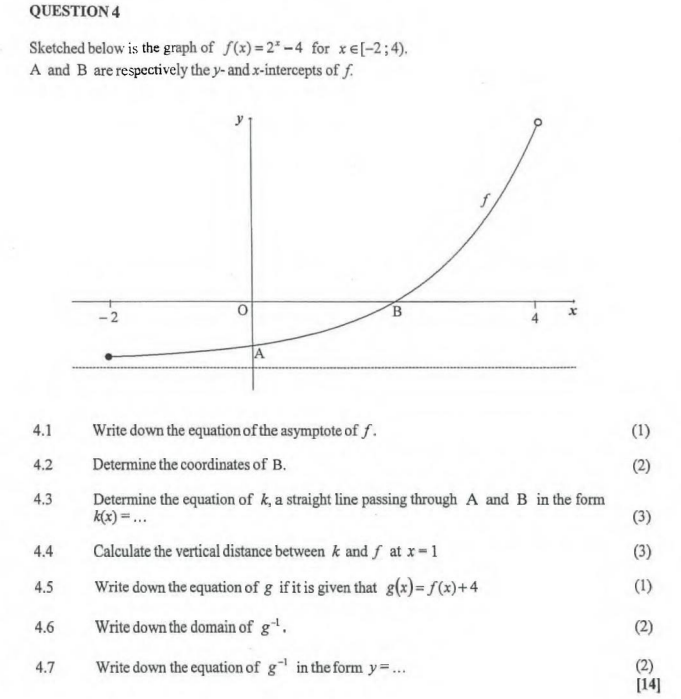 QUESTION 4
Sketched below is the graph of f(x) = 2ˣ – 4 for x ∈ [–2 ; 4).
A and B are respectively the y- and x-intercepts of f.
y
f
– 2
O
B
4
x
A
4.1 Write down the equation of the asymptote of f. (1)
4.2 Determine the coordinates of B. (2)
4.3 Determine the equation of k, a straight line passing through A and B in the form
k(x) = ... (3)
4.4 Calculate the vertical distance between k and f at x = 1 (3)
4.5 Write down the equation of g if it is given that g(x) = f(x) + 4 (1)
4.6 Write down the domain of g⁻¹. (2)
4.7 Write down the equation of g⁻¹ in the form y = ... (2)
[14]